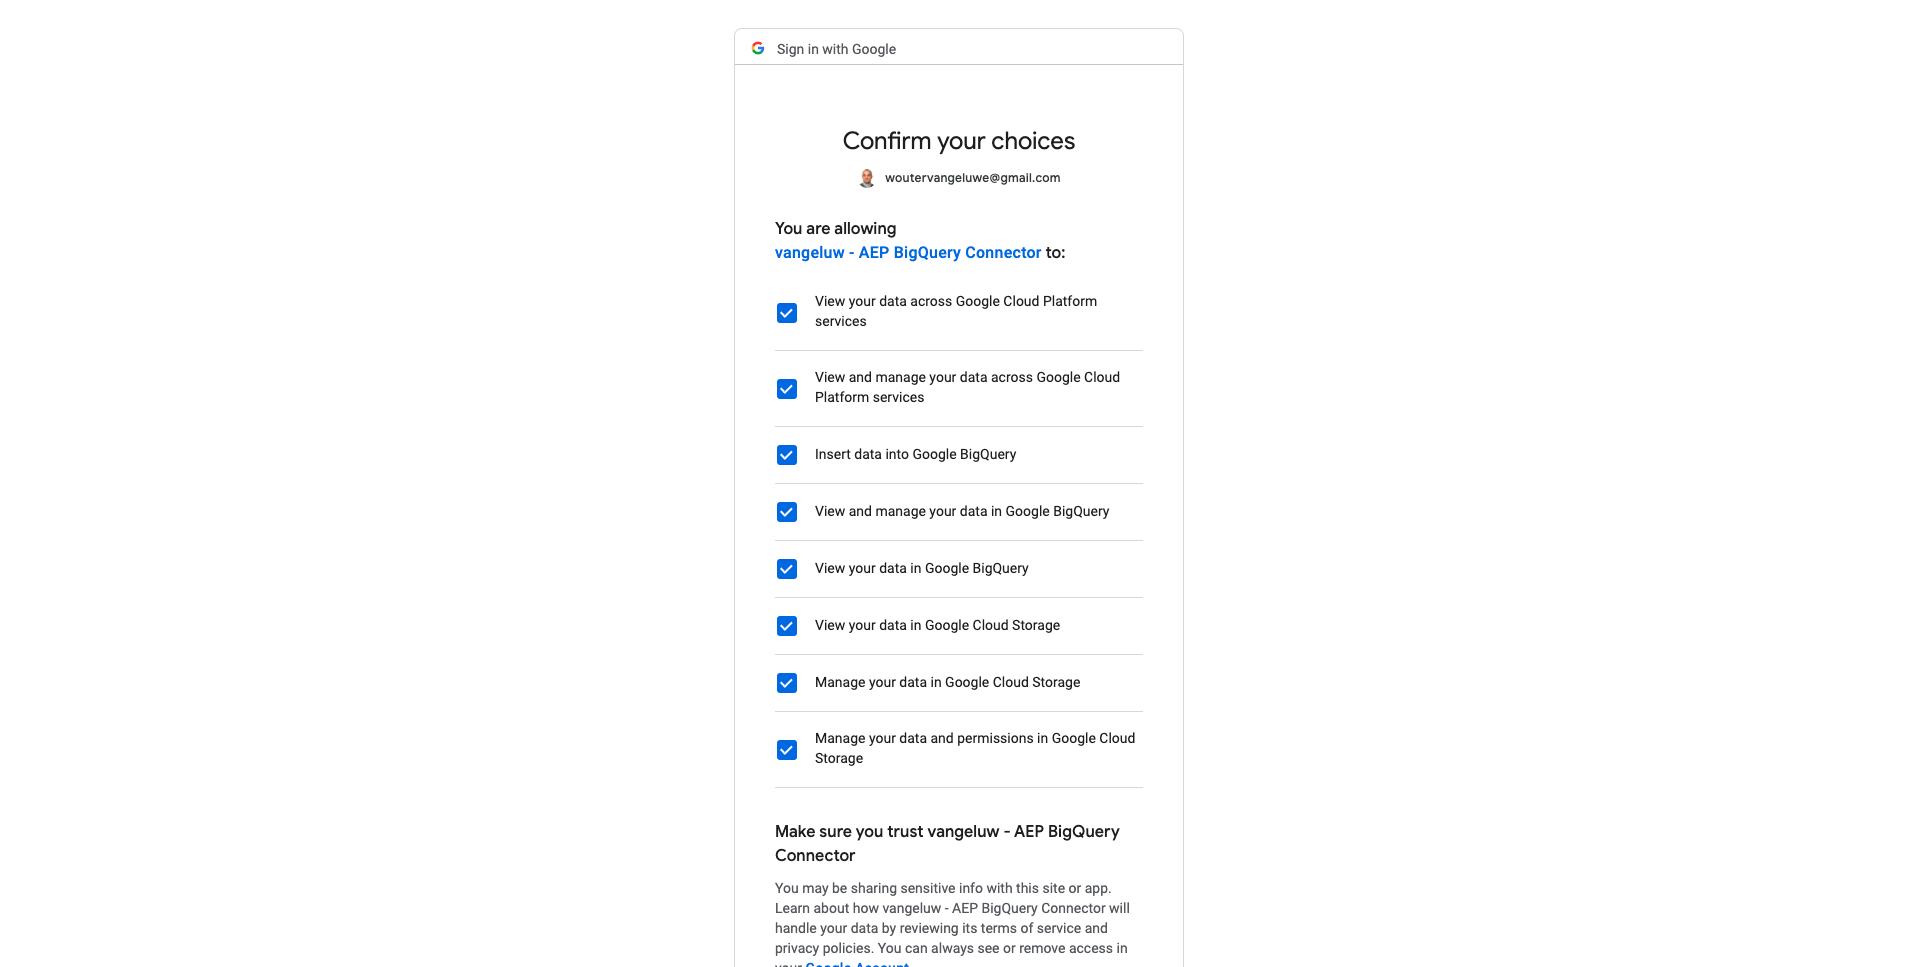 Sign in with Google
Confirm your choices
woutervangeluwe@gmail.com
You are allowing
vangeluw - AEP BigQuery Connector to:
View your data across Google Cloud Platform
services
View and manage your data across Google Cloud
Platform services
Insert data into Google BigQuery
View and manage your data in Google BigQuery
View your data in Google BigQuery
View your data in Google Cloud Storage
Manage your data in Google Cloud Storage
Manage your data and permissions in Google Cloud
Storage
Make sure you trust vangeluw - AEP BigQuery
Connector
You may be sharing sensitive info with this site or app.
Learn about how vangeluw - AEP BigQuery Connector will
handle your data by reviewing its terms of service and
privacy policies. You can always see or remove access in
your Google Account